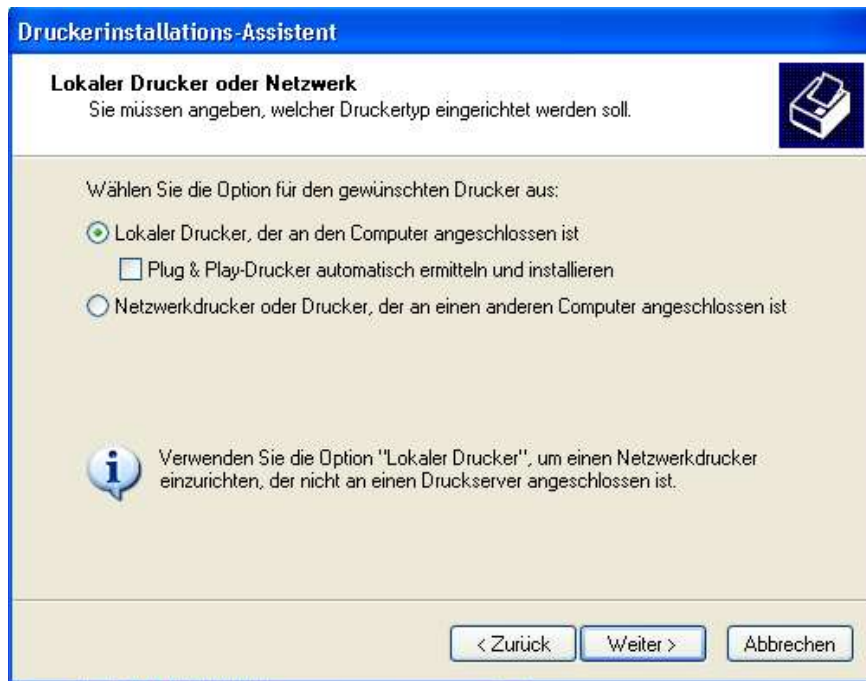 Druckerinstallations-Assistent
Lokaler Drucker oder Netzwerk
Sie müssen angeben, welcher Druckertyp eingerichtet werden soll.
Wählen Sie die Option für den gewünschten Drucker aus:
Lokaler Drucker, der an den Computer angeschlossen ist
Plug & Play-Drucker automatisch ermitteln und installieren
Netzwerkdrucker oder Drucker, der an einen anderen Computer angeschlossen ist
Verwenden Sie die Option "Lokaler Drucker", um einen Netzwerkdrucker
einzurichten, der nicht an einen Druckserver angeschlossen ist.
< Zurück Weiter > Abbrechen